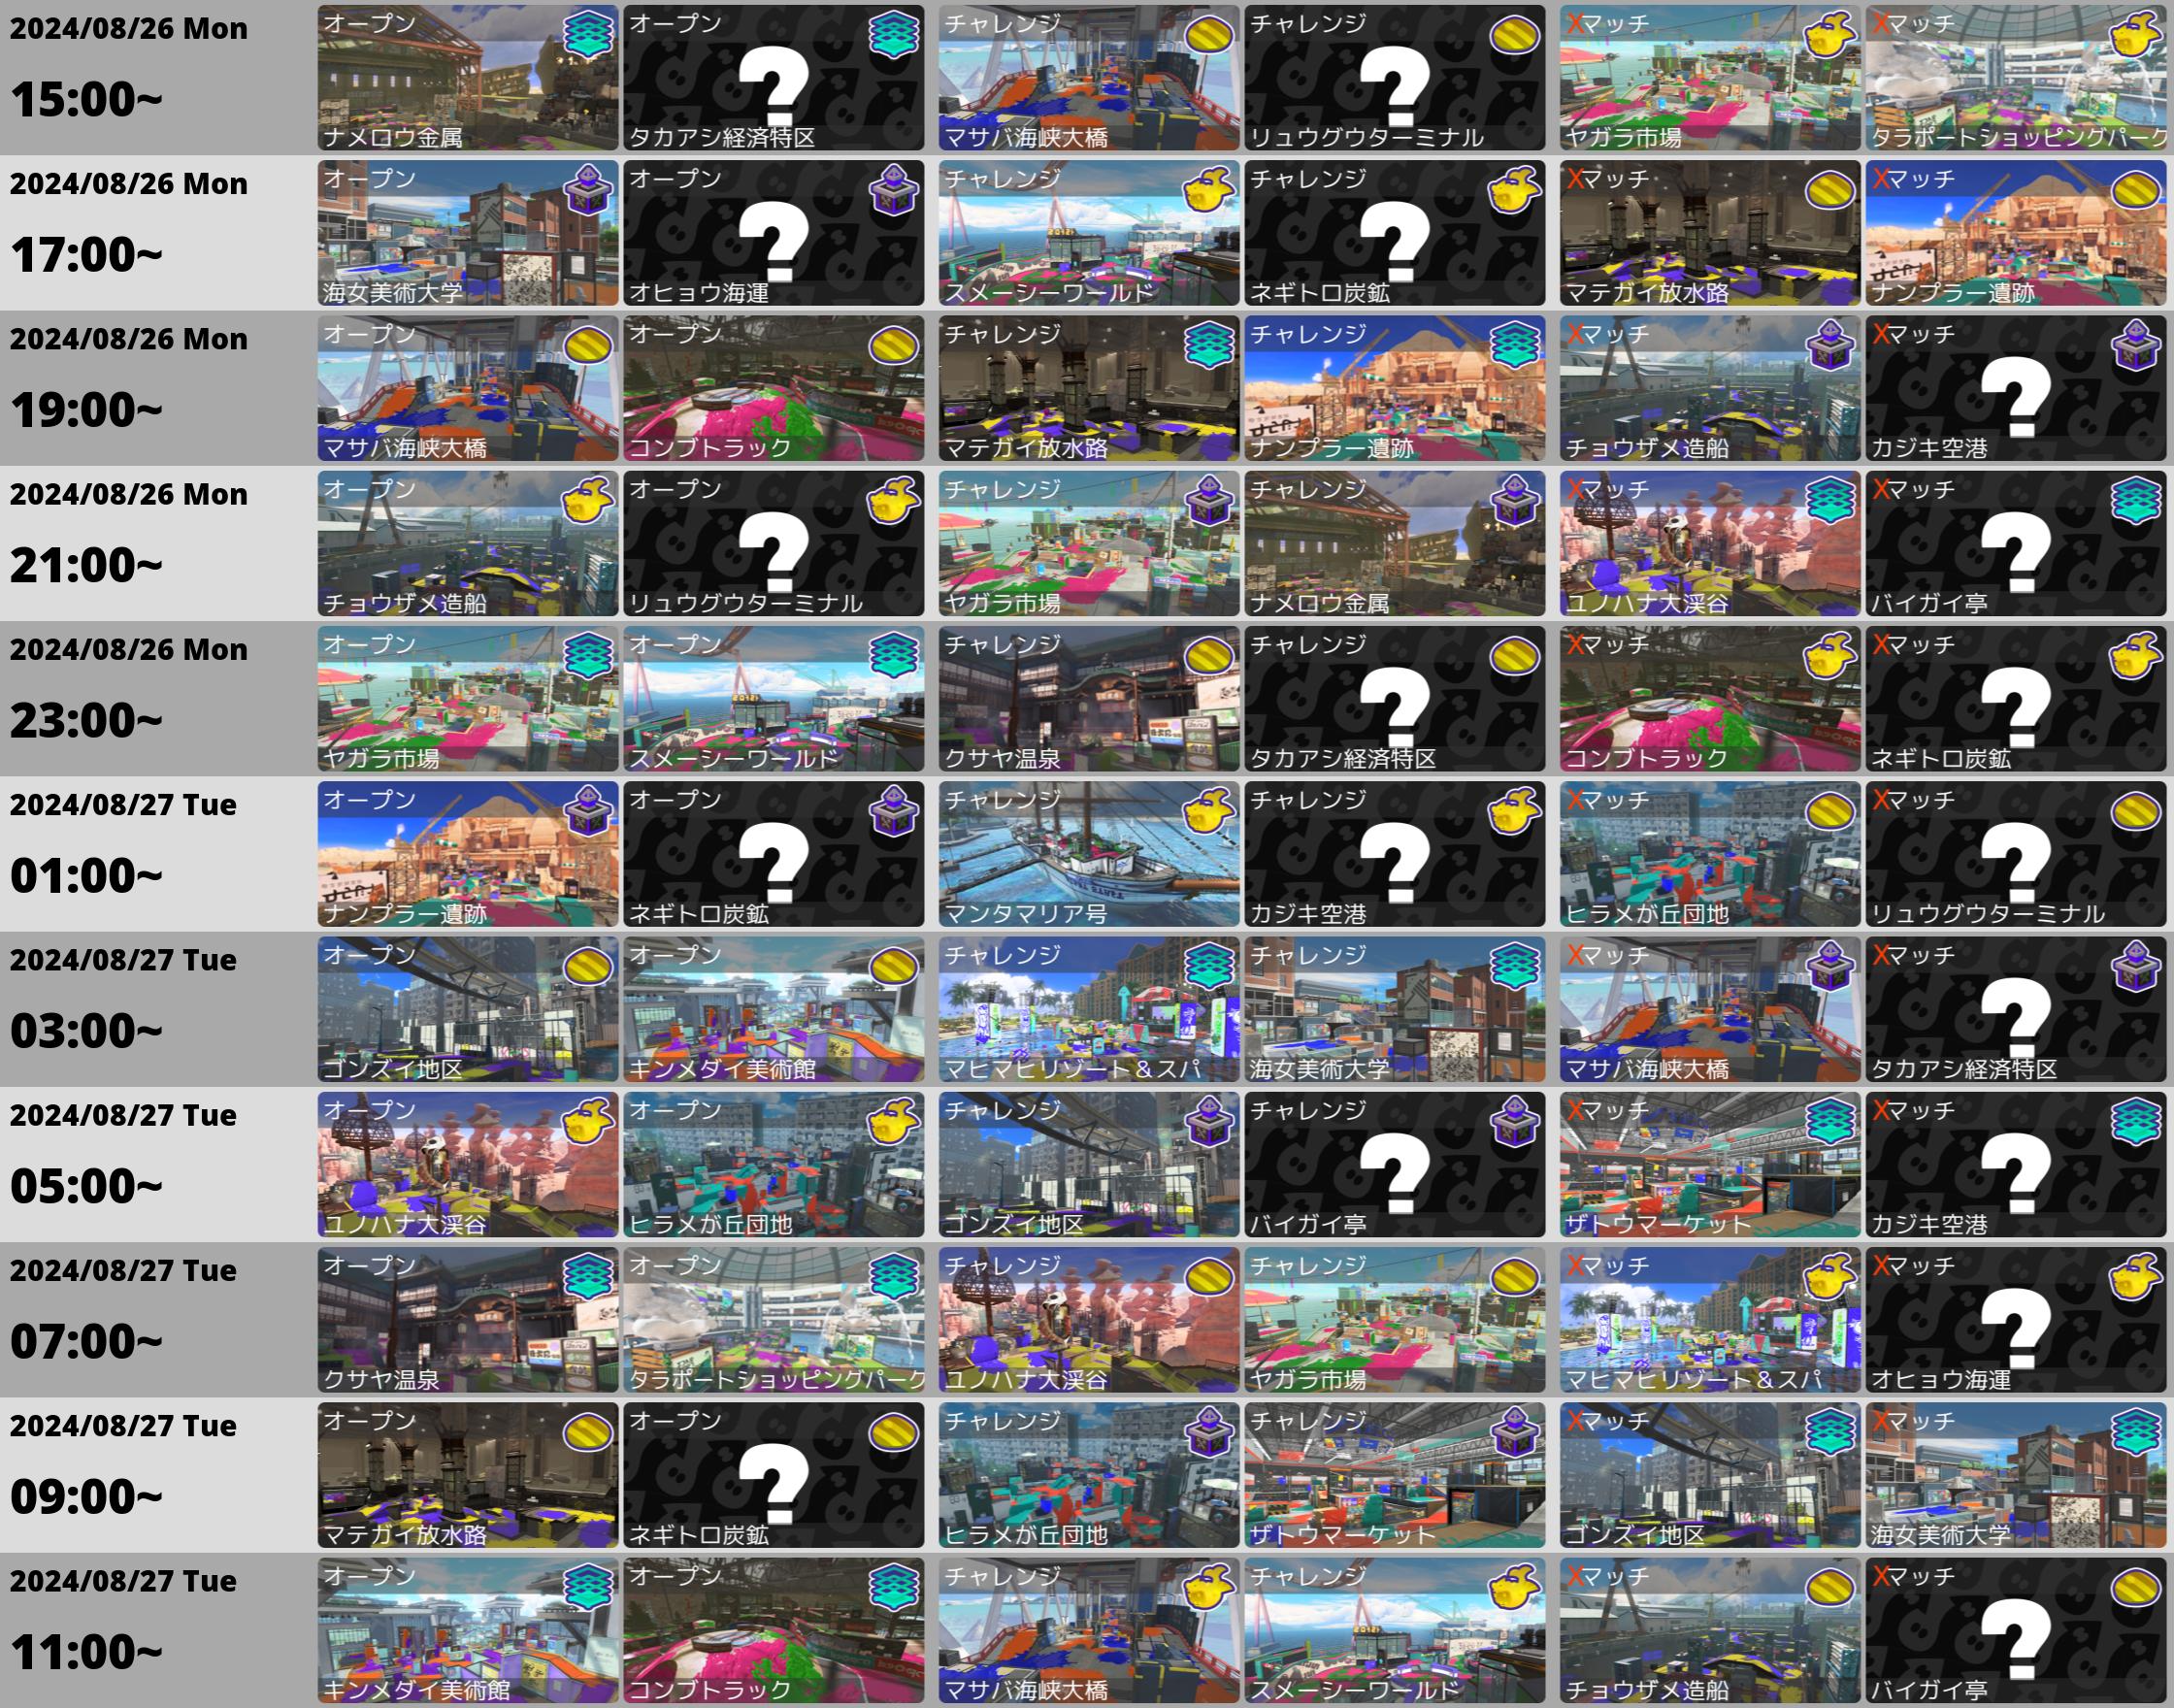 2024/08/26 Mon
15:00~
オープン
ナメロウ金属
オープン
タカアシ経済特区
チャレンジ
マサバ海峡大橋
チャレンジ
リュウグウターミナル
Xマッチ
ヤガラ市場
Xマッチ
タラポートショッピングパーク
2024/08/26 Mon
17:00~
オープン
海女美術大学
オープン
オヒョウ海運
チャレンジ
スメーシーワールド
チャレンジ
ネギトロ炭鉱
Xマッチ
マテガイ放水路
Xマッチ
ナンプラー遺跡
2024/08/26 Mon
19:00~
オープン
マサバ海峡大橋
オープン
コンブトラック
チャレンジ
マテガイ放水路
チャレンジ
ナンプラー遺跡
Xマッチ
チョウザメ造船
Xマッチ
カジキ空港
2024/08/26 Mon
21:00~
オープン
チョウザメ造船
オープン
リュウグウターミナル
チャレンジ
ヤガラ市場
チャレンジ
ナメロウ金属
Xマッチ
ユノハナ大渓谷
Xマッチ
バイガイ亭
2024/08/26 Mon
23:00~
オープン
ヤガラ市場
オープン
スメーシーワールド
チャレンジ
クサヤ温泉
チャレンジ
タカアシ経済特区
Xマッチ
コンブトラック
Xマッチ
ネギトロ炭鉱
2024/08/27 Tue
01:00~
オープン
ナンプラー遺跡
オープン
ネギトロ炭鉱
チャレンジ
マンタマリア号
チャレンジ
カジキ空港
Xマッチ
ヒラメが丘団地
Xマッチ
リュウグウターミナル
2024/08/27 Tue
03:00~
オープン
ゴンズイ地区
オープン
キンメダイ美術館
チャレンジ
マヒマヒリゾート＆スパ
チャレンジ
海女美術大学
Xマッチ
マサバ海峡大橋
Xマッチ
タカアシ経済特区
2024/08/27 Tue
05:00~
オープン
ユノハナ大渓谷
オープン
ヒラメが丘団地
チャレンジ
ゴンズイ地区
チャレンジ
バイガイ亭
Xマッチ
ザトウマーケット
Xマッチ
カジキ空港
2024/08/27 Tue
07:00~
オープン
クサヤ温泉
オープン
タラポートショッピングパーク
チャレンジ
ユノハナ大渓谷
チャレンジ
ヤガラ市場
Xマッチ
マヒマヒリゾート＆スパ
Xマッチ
オヒョウ海運
2024/08/27 Tue
09:00~
オープン
マテガイ放水路
オープン
ネギトロ炭鉱
チャレンジ
ヒラメが丘団地
チャレンジ
ザトウマーケット
Xマッチ
ゴンズイ地区
Xマッチ
海女美術大学
2024/08/27 Tue
11:00~
オープン
キンメダイ美術館
オープン
コンブトラック
チャレンジ
マサバ海峡大橋
チャレンジ
スメーシーワールド
Xマッチ
チョウザメ造船
Xマッチ
バイガイ亭